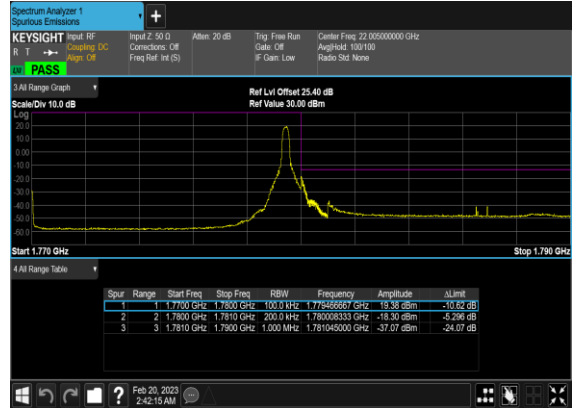 Spectrum Analyzer 1
Spurious Emissions
+
KEYSIGHT Input: RF Input Z: 50 Ω Atten: 20 dB Trig: Free Run Center Freq: 22.005000000 GHz
R T Coupling: DC Corrections: Off Gate: Off Avg|Hold: 100/100
Align: Off Freq Ref: Int (S) IF Gain: Low Radio Std: None
LW PASS
3 All Range Graph Ref Lvl Offset 25.40 dB
Scale/Div 10.0 dB Ref Value 30.00 dBm
Log
20.0
10.0
0.00
-10.0
-20.0
-30.0
-40.0
-50.0
-60.0
Start 1.770 GHz Stop 1.790 GHz
4 All Range Table
Spur Range Start Freq Stop Freq RBW Frequency Amplitude ΔLimit
1 1 1.7700 GHz 1.7800 GHz 100.0 kHz 1.779466667 GHz 19.38 dBm -10.62 dB
2 2 1.7800 GHz 1.7810 GHz 200.0 kHz 1.780008333 GHz -18.30 dBm -5.296 dB
3 3 1.7810 GHz 1.7900 GHz 1.000 MHz 1.781045000 GHz -37.07 dBm -24.07 dB
? Feb 20, 2023
2:42:15 AM